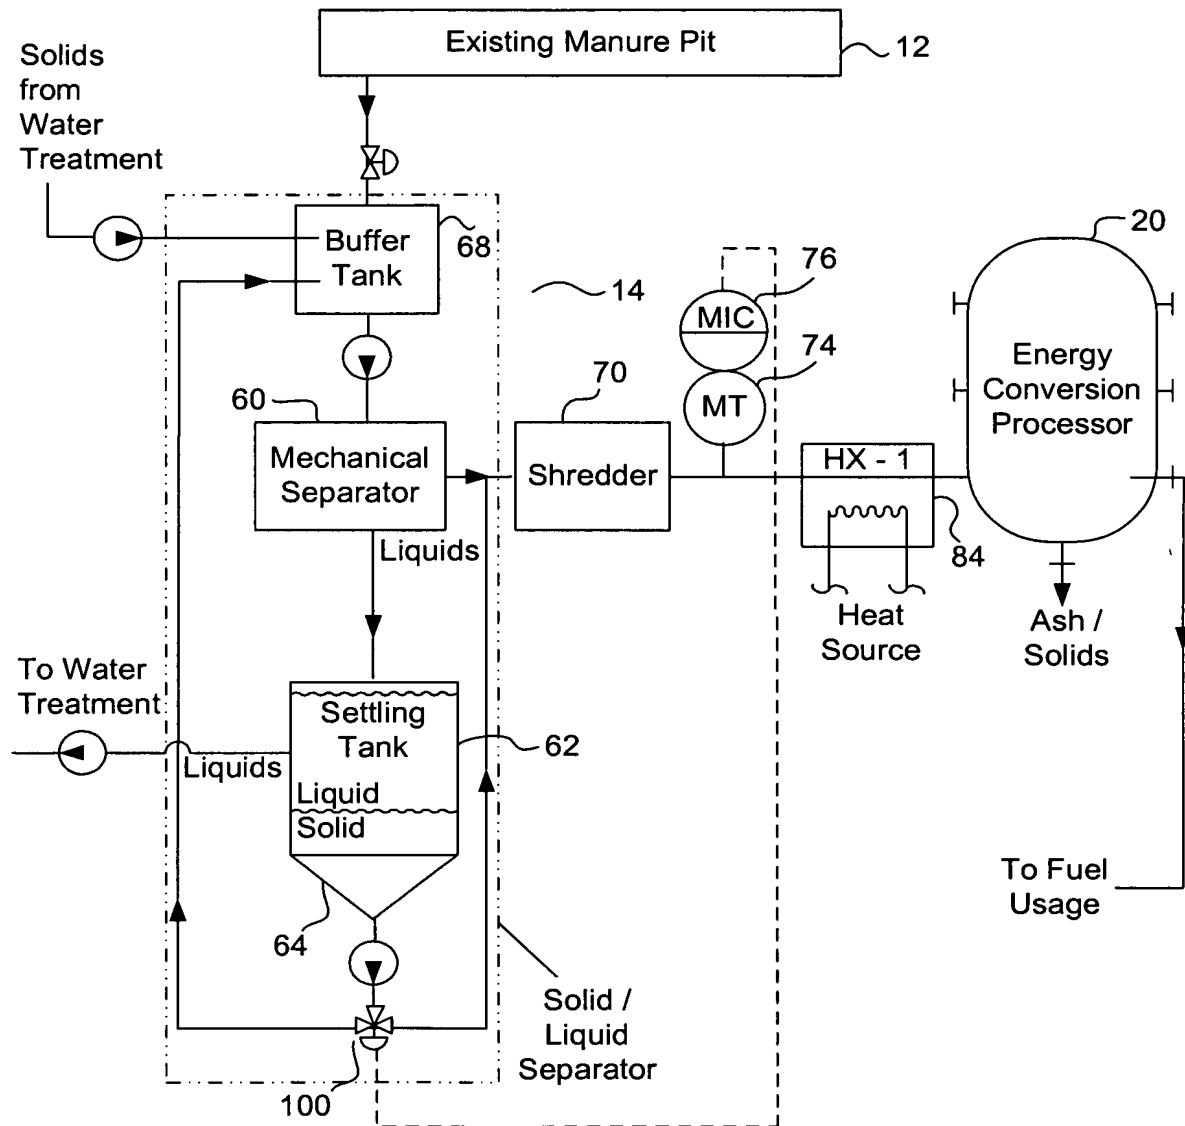 Existing Manure Pit
12
Solids
from
Water
Treatment
Buffer
Tank
68
14
76
MIC
74
MT
20
Energy
Conversion
Processor
60
Mechanical
Separator
70
Shredder
HX - 1
84
Liquids
Heat
Source
Ash /
Solids
To Water
Treatment
Settling
Tank
62
Liquids
Liquid
Solid
64
To Fuel
Usage
Solid /
Liquid
Separator
100